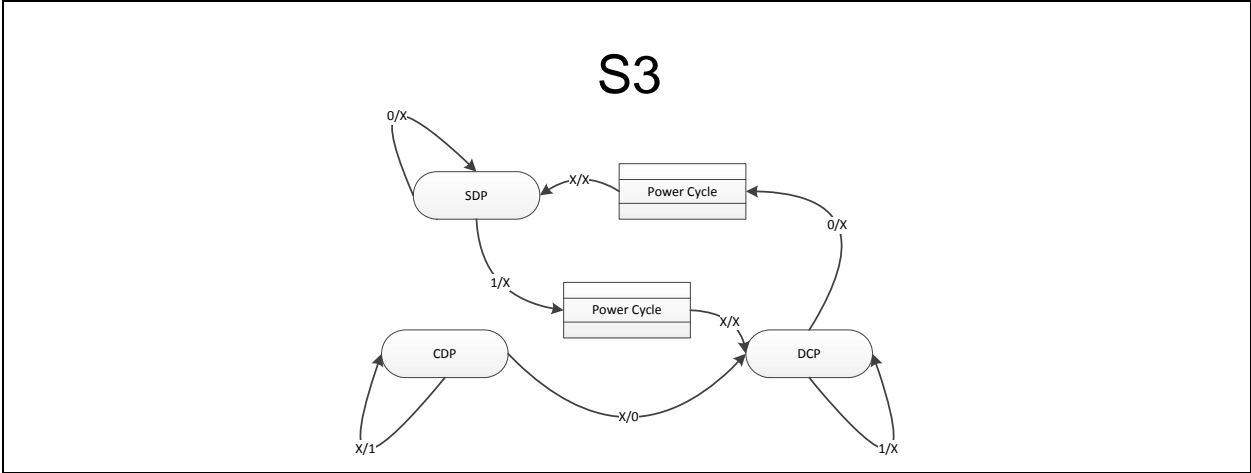 S3
0/X
SDP
X/X
Power Cycle
0/X
1/X
Power Cycle
X/X
CDP
DCP
X/0
X/1
1/X